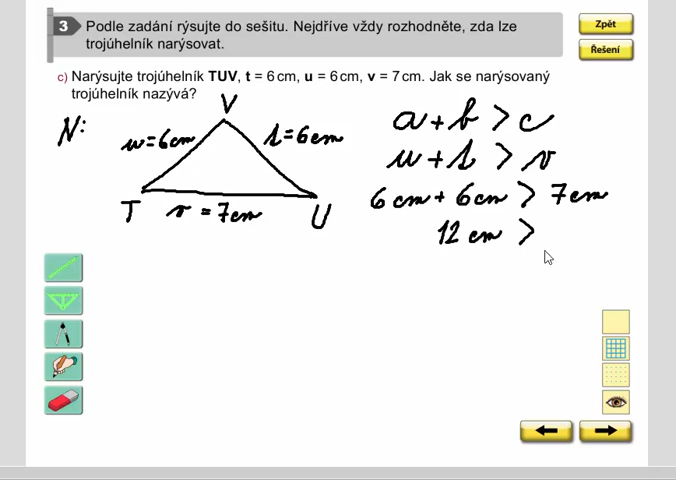 3 Podle zadání rýsujte do sešitu. Nejdříve vždy rozhodněte, zda lze
trojúhelník narýsovat.
Zpět
Řešení
c) Narýsujte trojúhelník TUV, t = 6 cm, u = 6 cm, v = 7 cm. Jak se narýsovaný
trojúhelník nazývá?
N:
V
u = 6 cm
t = 6 cm
T
v = 7 cm
U
a + b > c
u + t > v
6 cm + 6 cm > 7 cm
12 cm >